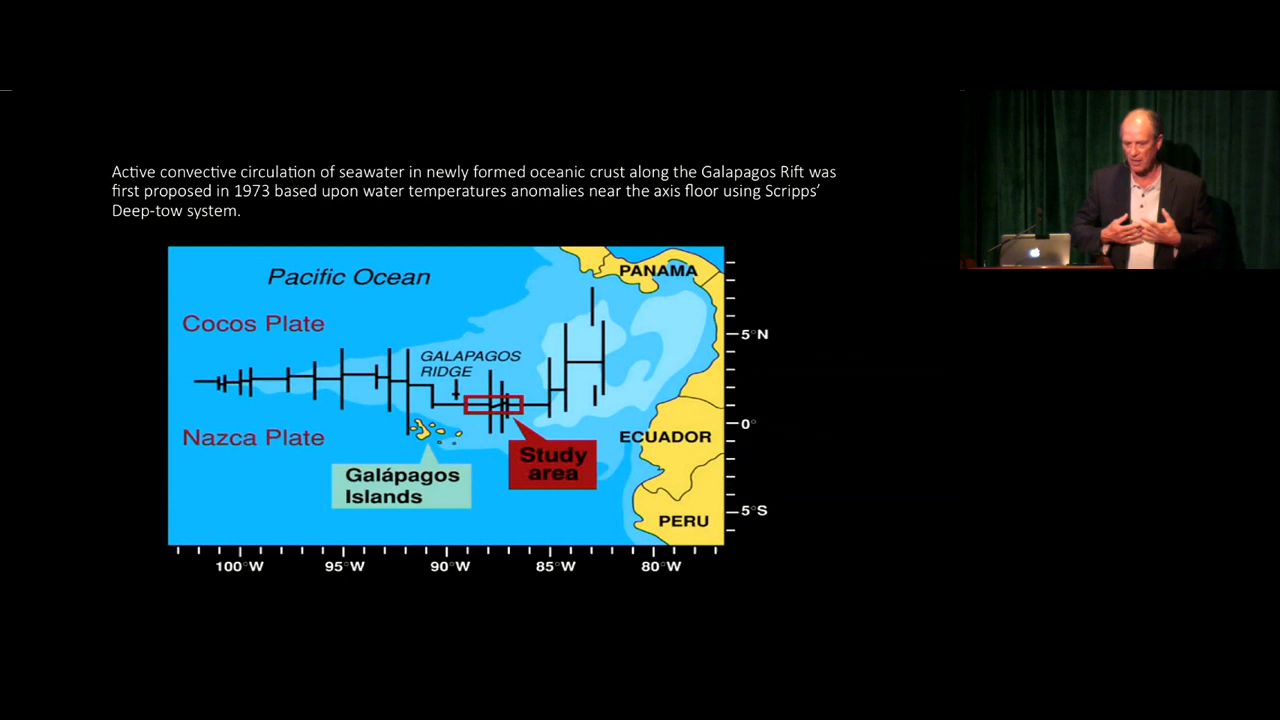 Active convective circulation of seawater in newly formed oceanic crust along the Galapagos Rift was
first proposed in 1973 based upon water temperatures anomalies near the axis floor using Scripps'
Deep-tow system.
Pacific Ocean
PANAMA
Cocos Plate
5°N
GALAPAGOS
RIDGE
0°
Nazca Plate
ECUADOR
Study
area
Galápagos
Islands
5°S
PERU
100°W 95°W 90°W 85°W 80°W